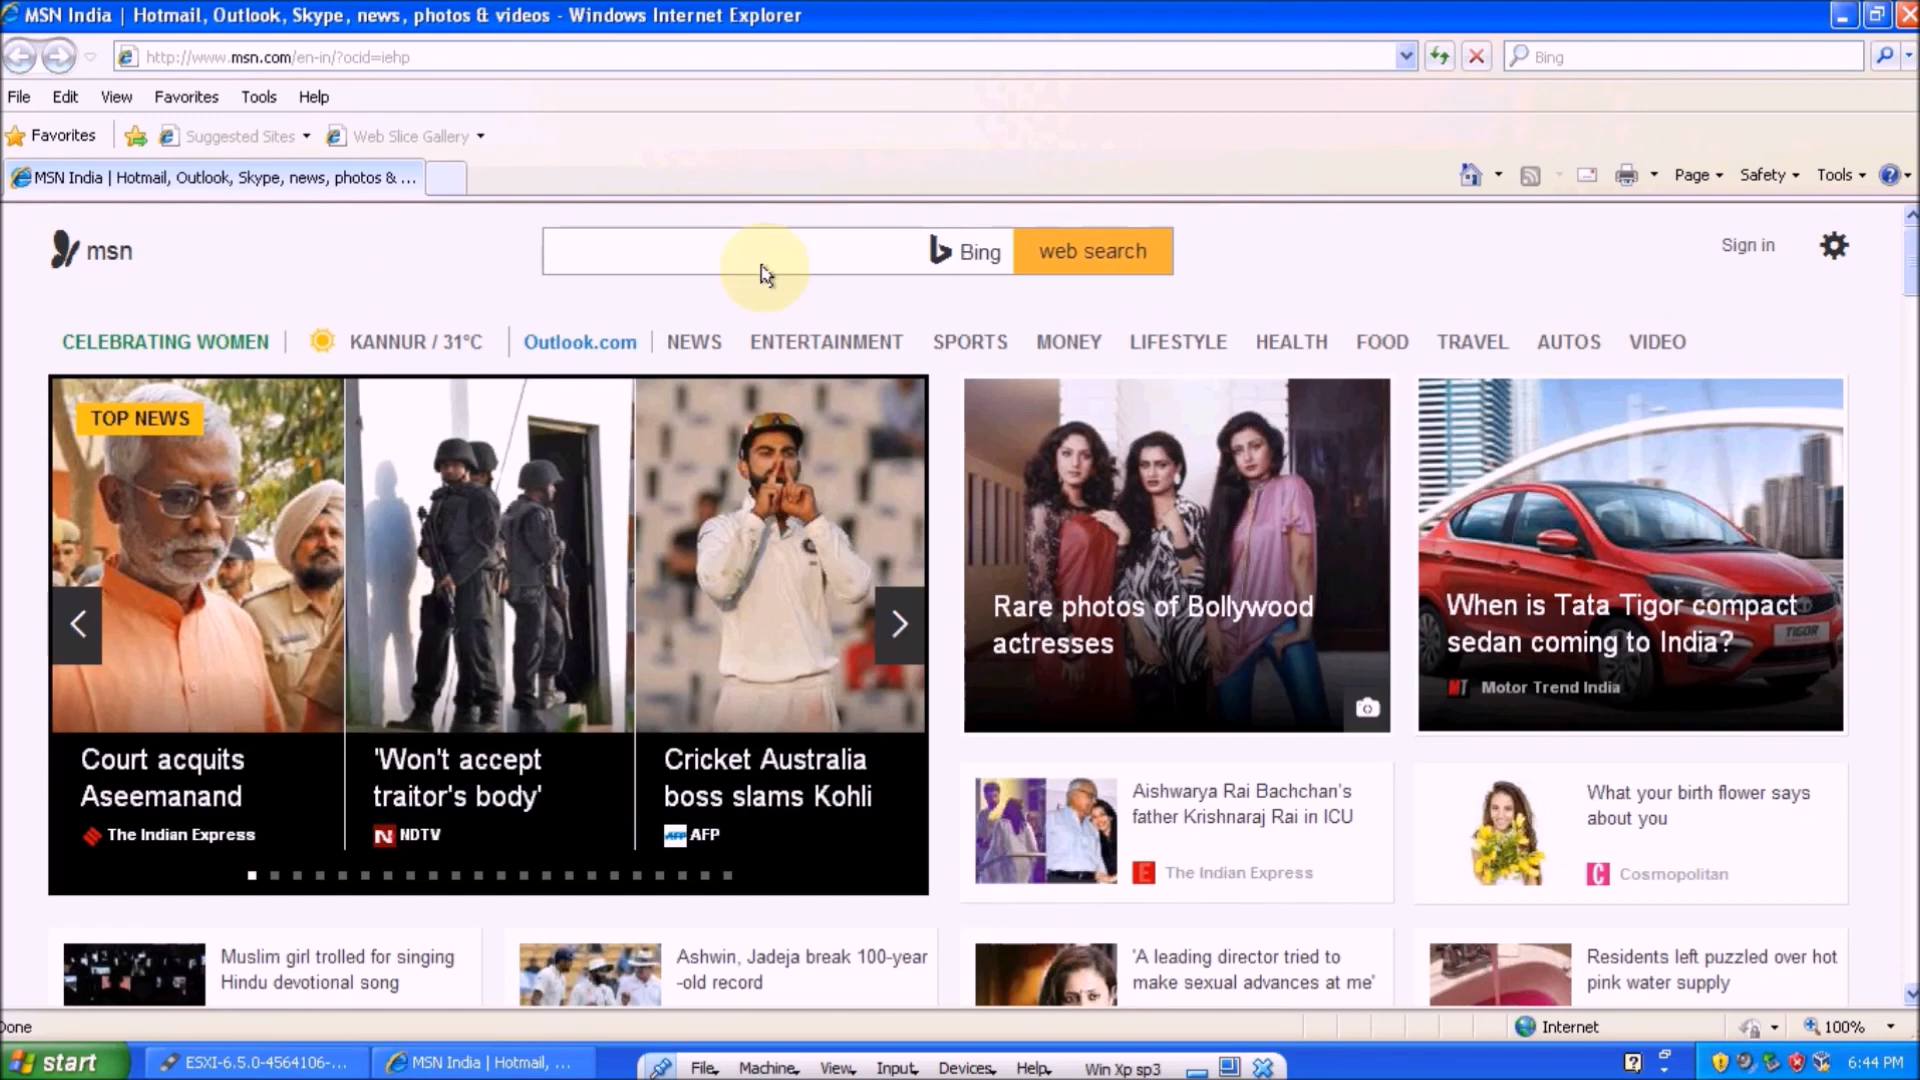 MSN India | Hotmail, Outlook, Skype, news, photos & videos - Windows Internet Explorer
http://www.msn.com/en-in/?ocid=iehp
Bing
File Edit View Favorites Tools Help
Favorites Suggested Sites Web Slice Gallery
MSN India | Hotmail, Outlook, Skype, news, photos & ...
Page Safety Tools
msn
Bing web search
Sign in
CELEBRATING WOMEN KANNUR / 31°C Outlook.com NEWS ENTERTAINMENT SPORTS MONEY LIFESTYLE HEALTH FOOD TRAVEL AUTOS VIDEO
TOP NEWS
Court acquits
Aseemanand
The Indian Express
'Won't accept
traitor's body'
NDTV
Cricket Australia
boss slams Kohli
AFP
Rare photos of Bollywood
actresses
When is Tata Tigor compact
sedan coming to India?
TIGOR
Motor Trend India
Aishwarya Rai Bachchan's
father Krishnaraj Rai in ICU
The Indian Express
What your birth flower says
about you
Cosmopolitan
Muslim girl trolled for singing
Hindu devotional song
Ashwin, Jadeja break 100-year
-old record
'A leading director tried to
make sexual advances at me'
Residents left puzzled over hot
pink water supply
Done
Internet
100%
start
ESXI-6.5.0-4564106-...
MSN India | Hotmail, ...
File Machine View Input Devices Help Win Xp sp3
6:44 PM